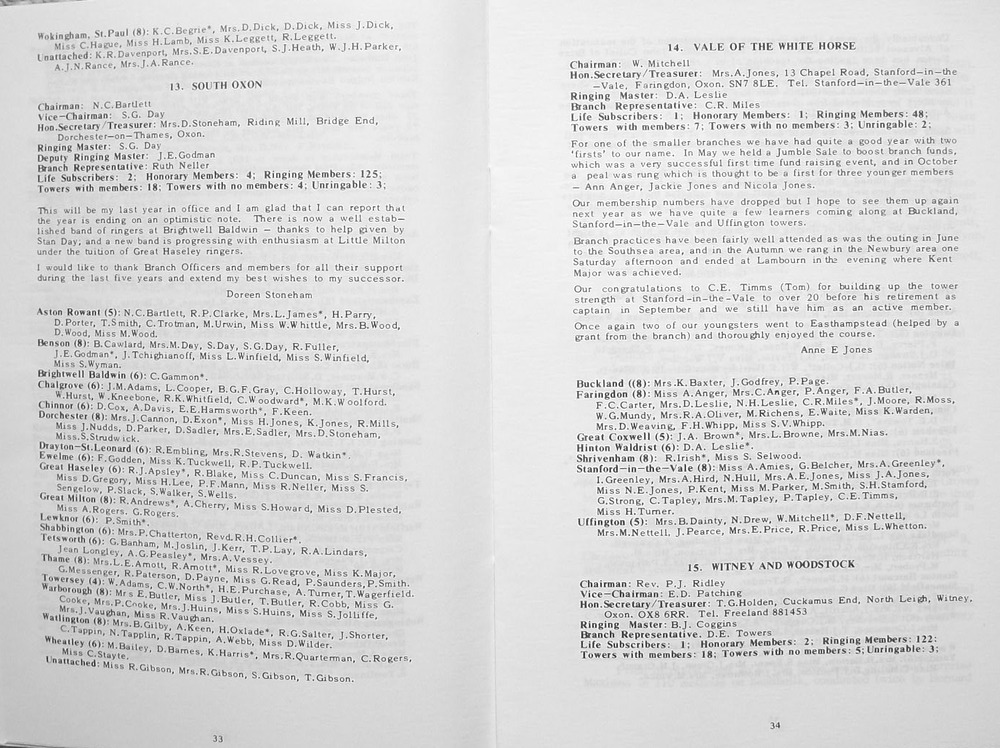 Wokingham, St.Paul (8): K.C.Begrie*, Mrs.D.Dick, D.Dick, Miss J.Dick,
Miss C.Hague, Miss H.Lamb, Miss K.Leggett, R.Leggett.
Unattached: K.R.Davenport, Mrs.S.E.Davenport, S.J.Heath, W.J.H.Parker,
A.J.N.Rance, Mrs.J.A.Rance.
13. SOUTH OXON
Chairman: N.C.Bartlett
Vice-Chairman: S.G. Day
Hon.Secretary/Treasurer: Mrs.D.Stoneham, Riding Mill, Bridge End,
Dorchester-on-Thames, Oxon.
Ringing Master: S.G. Day
Deputy Ringing Master: J.E.Godman
Branch Representative: Ruth Neller
Life Subscribers: 2; Honorary Members: 4; Ringing Members: 125;
Towers with members: 18; Towers with no members: 4; Unringable: 3;
This will be my last year in office and I am glad that I can report that
the year is ending on an optimistic note. There is now a well estab-
lished band of ringers at Brightwell Baldwin - thanks to help given by
Stan Day; and a new band is progressing with enthusiasm at Little Milton
under the tuition of Great Haseley ringers.
I would like to thank Branch Officers and members for all their support
during the last five years and extend my best wishes to my successor.
Doreen Stoneham
Aston Rowant (5): N.C.Bartlett, R.P.Clarke, Mrs.L.James*, H.Parry,
D.Porter, T.Smith, C.Trotman, M.Urwin, Miss W.Whittle, Mrs.B.Wood,
D.Wood, Miss M.Wood.
Benson (8): B.Cawlard, Mrs.M.Day, S.Day, S.G.Day, R.Fuller,
J.E.Godman*, J.Tchighianoff, Miss L.Winfield, Miss S.Winfield,
Miss S.Wyman.
Brightwell Baldwin (6): C.Gammon*.
Chalgrove (6): J.M.Adams, L.Cooper, B.G.F.Gray, C.Holloway, T.Hurst,
W.Hurst, W.Kneebone, R.K.Whitfield, C.Woodward*, M.K.Woolford.
Chinnor (6): D.Cox, A.Davis, E.E.Harmsworth*, F.Keen.
Dorchester (8): Mrs.J.Cannon, D.Exon*, Miss H.Jones, K.Jones, R.Mills,
Miss J.Nudds, D.Parker, D.Sadler, Mrs.E.Sadler, Mrs.D.Stoneham,
Miss.S.Strudwick.
Drayton-St.Leonard (6): R.Embling, Mrs.R.Stevens, D. Watkin*.
Ewelme (6): F.Godden, Miss K.Tuckwell, R.P.Tuckwell.
Great Haseley (6): R.J.Apsley*, R.Blake, Miss C.Duncan, Miss S.Francis,
Miss D.Gregory, Miss H.Lee, P.F.Mann, Miss R.Neller, Miss S.
Sengelow, P.Slack, S.Walker, S.Wells.
Great Milton (8): R.Andrews*, A.Cherry, Miss S.Howard, Miss D.Plested,
Miss A.Rogers. G.Rogers.
Lewknor (6): P.Smith*.
Shabbington (6): Mrs.P.Chatterton, Revd.R.H.Collier*.
Tetsworth (6): G.Banham, M.Joslin, J.Kerr, T.P.Lay, R.A.Lindars,
Jean Longley, A.G.Peasley*, Mrs.A.Vessey.
Thame (8): Mrs.L.E.Amott, R.Amott*, Miss R.Lovegrove, Miss K.Major,
G.Messenger, R.Paterson, D.Payne, Miss G.Read, P.Saunders, P.Smith.
Towersey (4): W.Adams, C.W.North*, H.E.Purchase, A.Turner, T.Wagerfield.
Warborough (8): Mrs E.Butler, Miss J.Butler, T.Butler, R.Cobb, Miss G.
Cooke, Mrs.P.Cooke, Mrs.J.Huins, Miss S.Huins, Miss S.Jolliffe,
Mrs.J.Vaughan, Miss R.Vaughan.
Watlington (8): Mrs.B.Gilby, A.Keen, H.Oxlade*, R.G.Salter, J.Shorter,
C.Tappin, N.Tapplin, R.Tappin, A.Webb, Miss D.Wilder.
Wheatley (6): M.Bailey, D.Barnes, K.Harris*, Mrs.R.Quarterman, C.Rogers,
Miss C.Stayte.
Unattached: Miss R.Gibson, Mrs.R.Gibson, S.Gibson, T.Gibson.
33
14. VALE OF THE WHITE HORSE
Chairman: W. Mitchell
Hon.Secretary/Treasurer: Mrs.A.Jones, 13 Chapel Road, Stanford-in-the
-Vale, Faringdon, Oxon. SN7 8LE. Tel. Stanford-in-the-Vale 361
Ringing Master: D.A. Leslie
Branch Representative: C.R. Miles
Life Subscribers: 1; Honorary Members: 1; Ringing Members: 48;
Towers with members: 7; Towers with no members: 3; Unringable: 2;
For one of the smaller branches we have had quite a good year with two
'firsts' to our name. In May we held a Jumble Sale to boost branch funds,
which was a very successful first time fund raising event, and in October
a peal was rung which is thought to be a first for three younger members
- Ann Anger, Jackie Jones and Nicola Jones.
Our membership numbers have dropped but I hope to see them up again
next year as we have quite a few learners coming along at Buckland,
Stanford-in-the-Vale and Uffington towers.
Branch practices have been fairly well attended as was the outing in June
to the Southsea area, and in the Autumn we rang in the Newbury area one
Saturday afternoon and ended at Lambourn in the evening where Kent
Major was achieved.
Our congratulations to C.E. Timms (Tom) for building up the tower
strength at Stanford-in-the-Vale to over 20 before his retirement as
captain in September and we still have him as an active member.
Once again two of our youngsters went to Easthampstead (helped by a
grant from the branch) and thoroughly enjoyed the course.
Anne E Jones
Buckland ((8): Mrs.K.Baxter, J.Godfrey, P.Page.
Faringdon (8): Miss A.Anger, Mrs.C.Anger, P.Anger, F.A.Butler,
F.C.Carter, Mrs.D.Leslie, N.H.Leslie, C.R.Miles*, J.Moore, R.Moss,
W.G.Mundy, Mrs.R.A.Oliver, M.Richens, E.Waite, Miss K.Warden,
Mrs.D.Weaving, F.H.Whipp, Miss S.V.Whipp.
Great Coxwell (5): J.A. Brown*, Mrs.L.Browne, Mrs.M.Nias.
Hinton Waldrist (6): D.A. Leslie*.
Shrivenham (8): R.Irish*, Miss S. Selwood.
Stanford-in-the-Vale (8): Miss A.Amies, G.Belcher, Mrs.A.Greenley*,
I.Greenley, Mrs.A.Hird, N.Hull, Mrs.A.E.Jones, Miss J.A.Jones,
Miss N.E.Jones, P.Kent, Miss M.Parker, M.Smith, S.H.Stamford,
G.Strong, C.Tapley, Mrs.M.Tapley, P.Tapley, C.E.Timms,
Miss H.Turner.
Uffington (5): Mrs.B.Dainty, N.Drew, W.Mitchell*, D.F.Nettell,
Mrs.M.Nettell, J.Pearce, Mrs.E.Price, R.Price, Miss L.Whetton.
15. WITNEY AND WOODSTOCK
Chairman: Rev. P.J. Ridley
Vice-Chairman: E.D. Patching
Hon.Secretary/Treasurer: T.G.Holden, Cuckamus End, North Leigh, Witney,
Oxon. OX8 6RR. Tel. Freeland 881453
Ringing Master: B.J. Coggins
Branch Representative. D.E. Towers
Life Subscribers: 1; Honorary Members: 2; Ringing Members: 122;
Towers with members: 18; Towers with no members: 5; Unringable: 3;
34